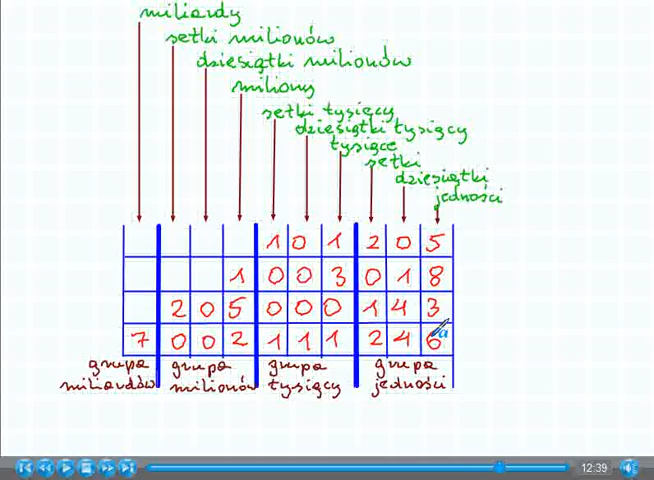 miliardy
setki milionów
dziesiątki milionów
miliony
setki tysięcy
dziesiątki tysięcy
tysiące
setki
dziesiątki
jedności
1 0 1 2 0 5
1 0 0 3 0 1 8
2 0 5 0 0 0 1 4 3
7 0 0 2 1 1 1 2 4 6
grupa miliardów
grupa milionów
grupa tysięcy
grupa jedności
12:39